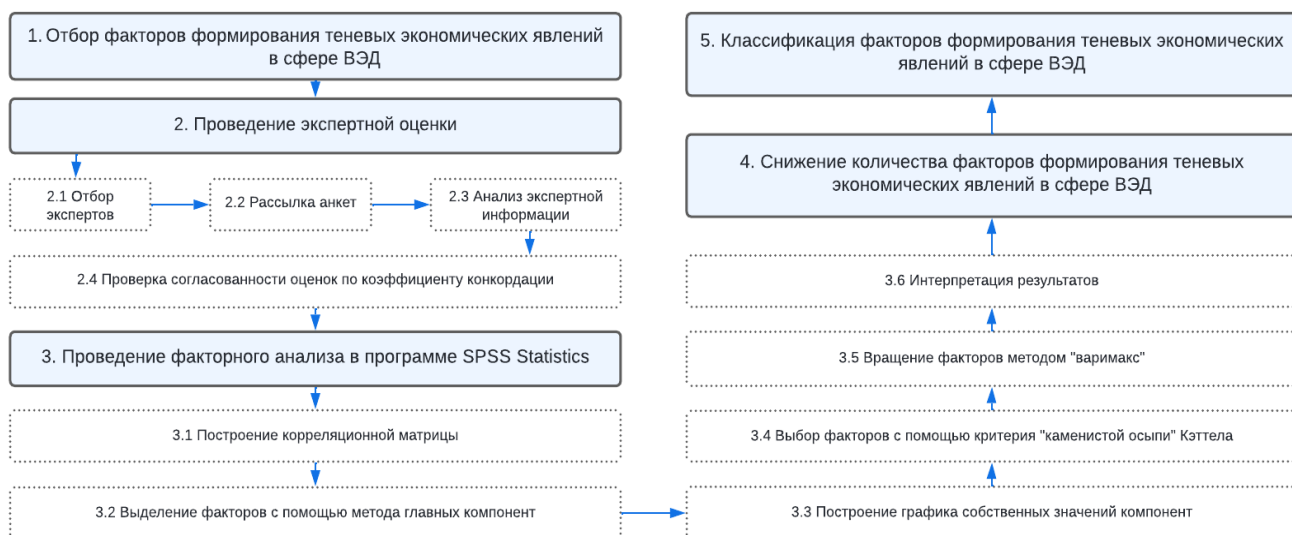 1. Отбор факторов формирования теневых экономических явлений
в сфере ВЭД
2. Проведение экспертной оценки
2.1 Отбор
экспертов
2.2 Рассылка анкет
2.3 Анализ экспертной
информации
2.4 Проверка согласованности оценок по коэффициенту конкордации
3. Проведение факторного анализа в программе SPSS Statistics
3.1 Построение корреляционной матрицы
3.2 Выделение факторов с помощью метода главных компонент
3.3 Построение графика собственных значений компонент
3.4 Выбор факторов с помощью критерия "каменистой осыпи" Кэттела
3.5 Вращение факторов методом "варимакс"
3.6 Интерпретация результатов
4. Снижение количества факторов формирования теневых
экономических явлений в сфере ВЭД
5. Классификация факторов формирования теневых экономических
явлений в сфере ВЭД